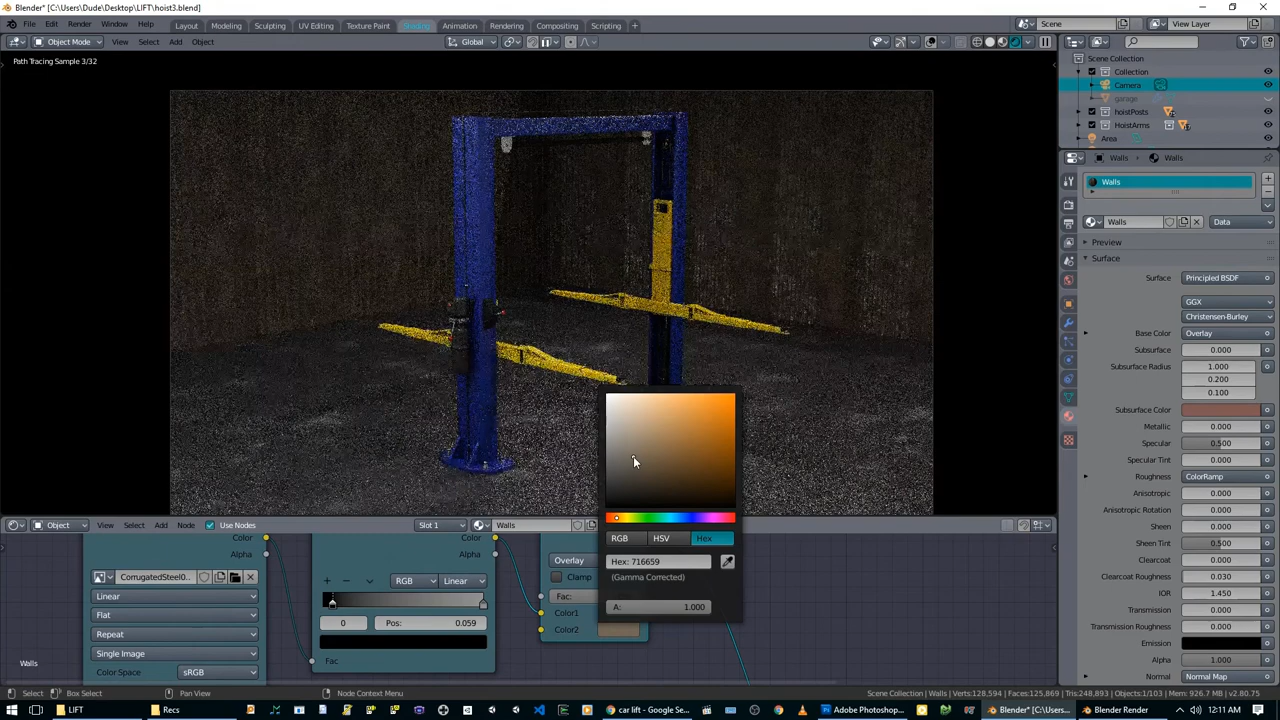 Blender* [C:\Users\Dude\Desktop\LIFT\hoist3.blend]
File Edit Render Window Help Layout Modeling Sculpting UV Editing Texture Paint Shading Animation Rendering Compositing Scripting + Scene View Layer
Object Mode View Select Add Object Global
Path Tracing Sample 3/32
Scene Collection
Collection
Camera
garage
hoistPosts
HoistArms
Area
Walls Walls
Walls
Walls Data
Preview
Surface
Surface Principled BSDF
GGX
Christensen-Burley
Base Color Overlay
Subsurface 0.000
Subsurface Radius 1.000
0.200
0.100
Subsurface Color
Metallic 0.000
Specular 0.500
Specular Tint 0.000
Roughness ColorRamp
Anisotropic 0.000
Anisotropic Rotation 0.000
Sheen 0.000
Sheen Tint 0.500
Clearcoat 0.000
Clearcoat Roughness 0.030
IOR 1.450
Transmission 0.000
Transmission Roughness 0.000
Emission
Alpha 1.000
Normal Normal Map
RGB HSV Hex
Hex: 716659
(Gamma Corrected)
A: 1.000
Object View Select Add Node Use Nodes Slot 1 Walls
Color
Alpha
CorrugatedSteel0..
Linear
Flat
Repeat
Single Image
Color Space sRGB
Color
Alpha
RGB Linear
0 Pos: 0.059
Fac
Overlay
Clamp
Fac:
Color1
Color2
Walls
Select Box Select Pan View Node Context Menu Scene Collection | Walls | Verts:128,594 | Faces:125,869 | Tris:248,893 | Objects:1/103 | Mem: 926.7 MB | v2.80.75
LIFT Recs car lift - Google Se... Adobe Photoshop... Blender* [C:\Users... Blender Render 12:11 AM